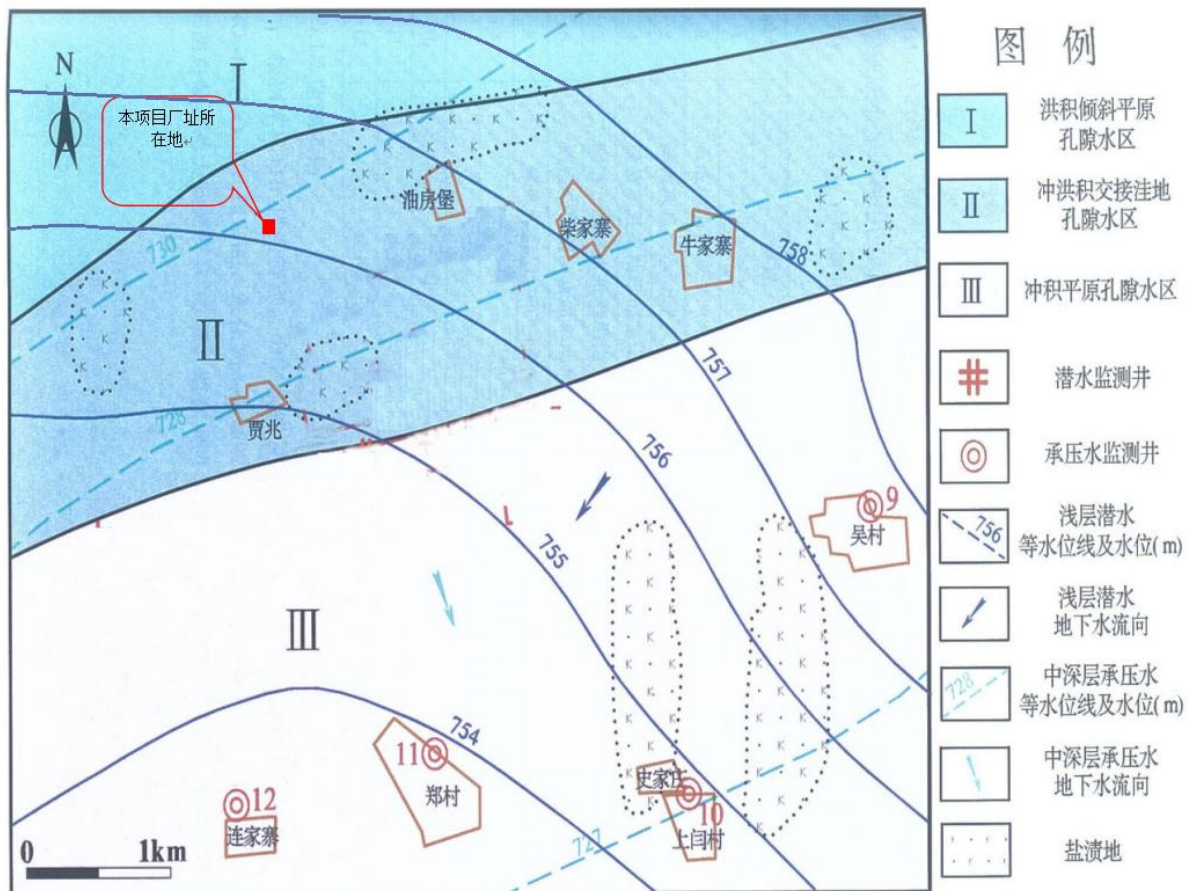 N
I
本项目厂址所
在地
油房堡
柴家寨
牛家寨
730
758
II
757
贾兆
728
756
9
吴村
755
III
754
11
郑村
史家庄
12
连家寨
10
上闫村
727
0
1km
图 例
I
洪积倾斜平原
孔隙水区
II
冲洪积交接洼地
孔隙水区
III
冲积平原孔隙水区
潜水监测井
承压水监测井
756
浅层潜水
等水位线及水位(m)
浅层潜水
地下水流向
728
中深层承压水
等水位线及水位(m)
中深层承压水
地下水流向
盐渍地